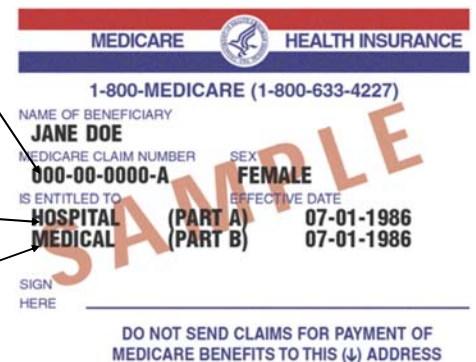 MEDICARE HEALTH INSURANCE
1-800-MEDICARE (1-800-633-4227)
NAME OF BENEFICIARY
JANE DOE
MEDICARE CLAIM NUMBER SEX
000-00-0000-A FEMALE
IS ENTITLED TO EFFECTIVE DATE
HOSPITAL (PART A) 07-01-1986
MEDICAL (PART B) 07-01-1986
SAMPLE
SIGN
HERE
DO NOT SEND CLAIMS FOR PAYMENT OF
MEDICARE BENEFITS TO THIS (↓) ADDRESS